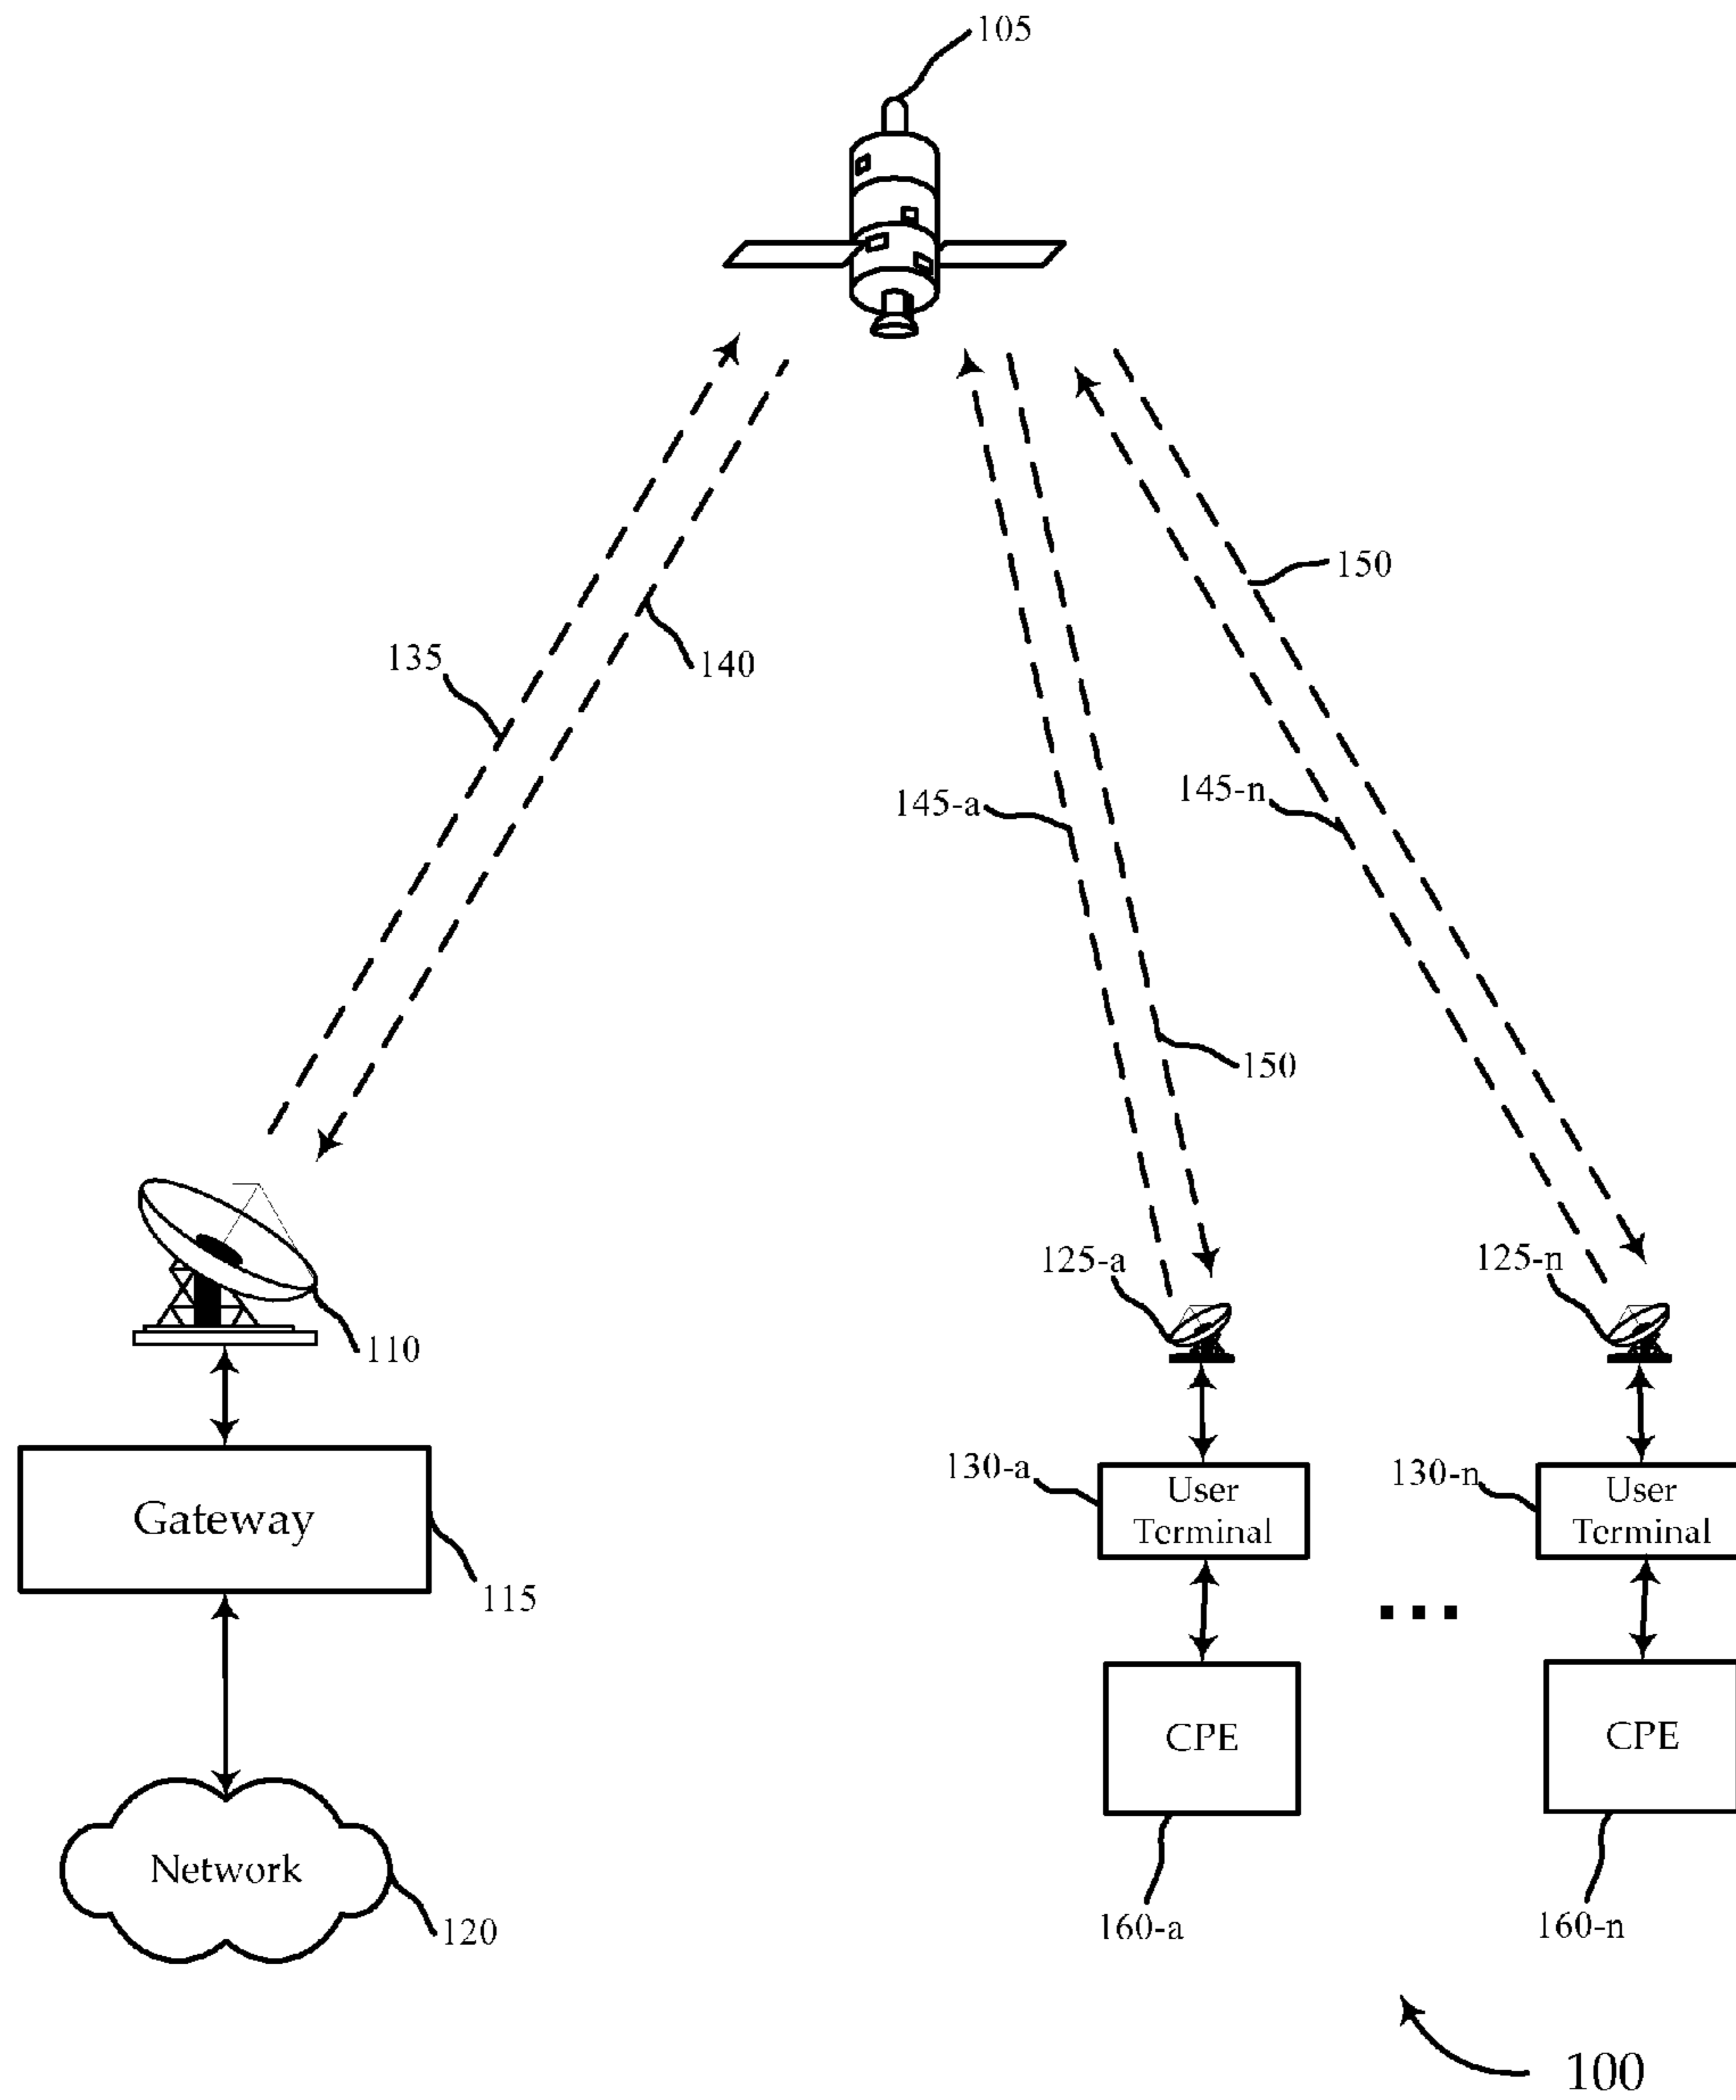 105
150
135
140
145-a
145-n
150
125-a
125-n
110
130-a
User
Terminal
130-n
User
Terminal
Gateway
115
CPE
CPE
Network
120
160-a
160-n
100